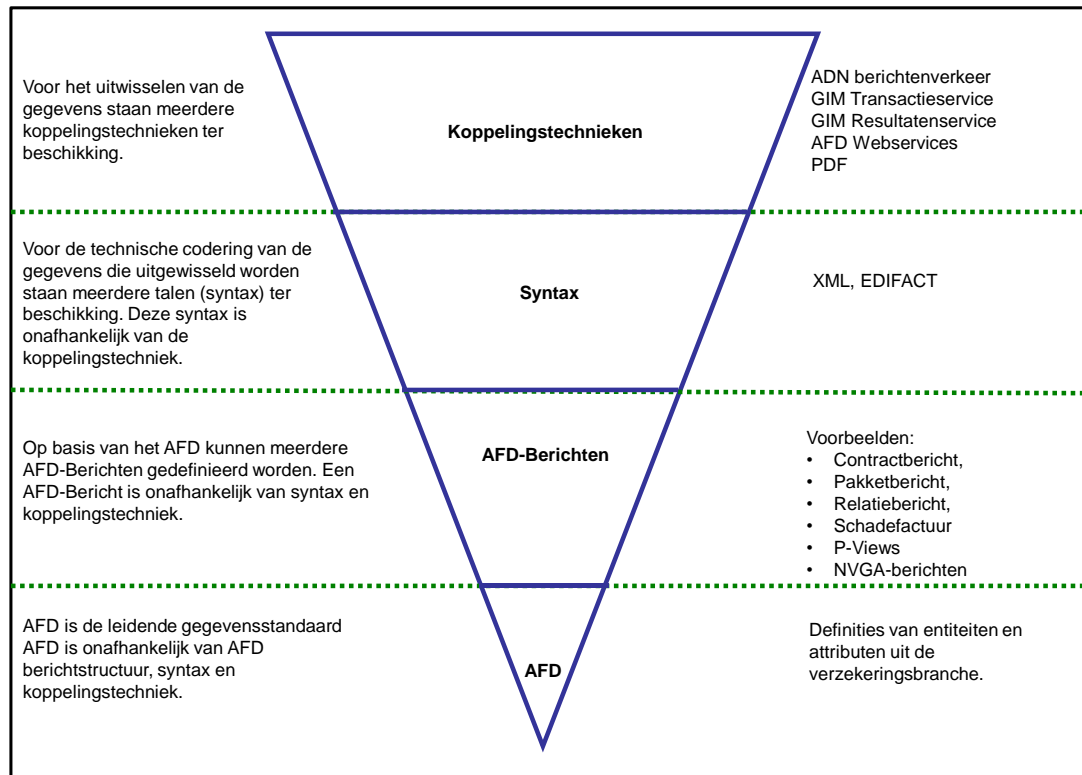 Voor het uitwisselen van de
gegevens staan meerdere
koppelingstechnieken ter
beschikking.
Koppelingstechnieken
ADN berichtenverkeer
GIM Transactieservice
GIM Resultatenservice
AFD Webservices
PDF
Voor de technische codering van de
gegevens die uitgewisseld worden
staan meerdere talen (syntax) ter
beschikking. Deze syntax is
onafhankelijk van de
koppelingstechniek.
Syntax
XML, EDIFACT
Op basis van het AFD kunnen meerdere
AFD-Berichten gedefinieerd worden. Een
AFD-Bericht is onafhankelijk van syntax en
koppelingstechniek.
AFD-Berichten
Voorbeelden:
• Contractbericht,
• Pakketbericht,
• Relatiebericht,
• Schadefactuur
• P-Views
• NVGA-berichten
AFD is de leidende gegevensstandaard
AFD is onafhankelijk van AFD
berichtstructuur, syntax en
koppelingstechniek.
AFD
Definities van entiteiten en
attributen uit de
verzekeringsbranche.